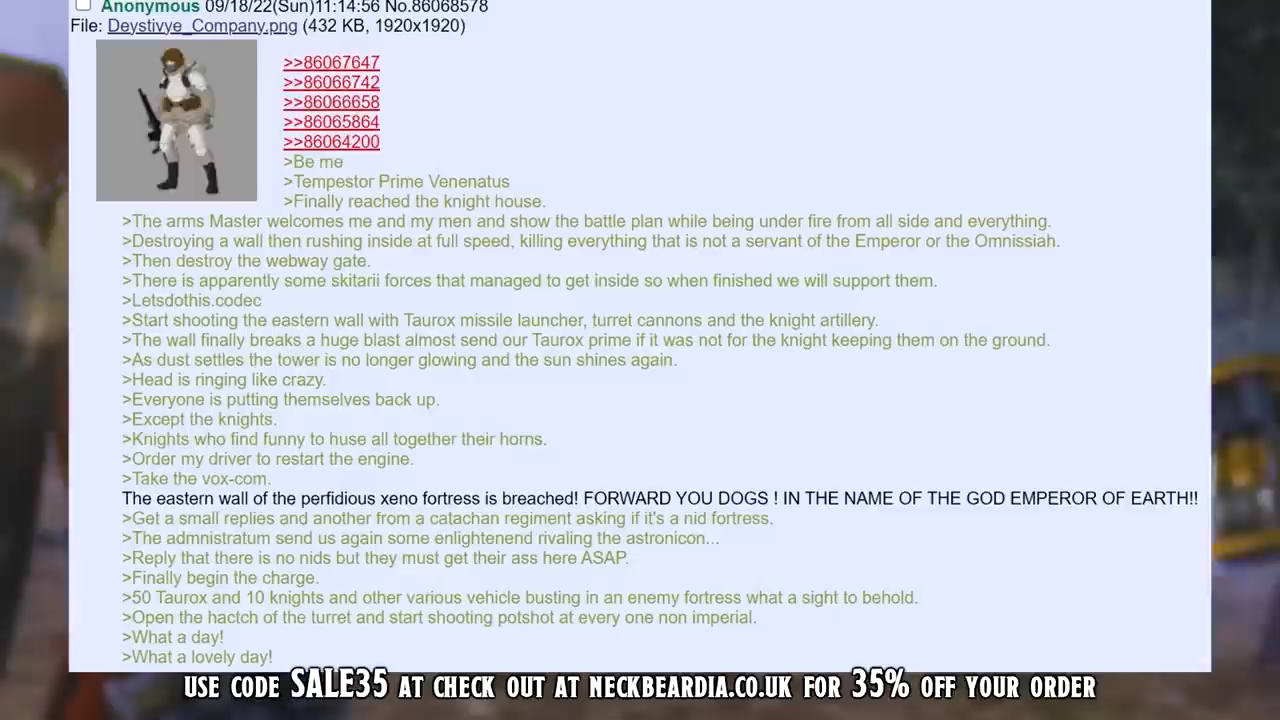 Anonymous 09/18/22(Sun)11:14:56 No.86068578
File: Deystivye_Company.png (432 KB, 1920x1920)
>>86067647
>>86066742
>>86066658
>>86065864
>>86064200
>Be me
>Tempestor Prime Venenatus
>Finally reached the knight house.
>The arms Master welcomes me and my men and show the battle plan while being under fire from all side and everything.
>Destroying a wall then rushing inside at full speed, killing everything that is not a servant of the Emperor or the Omnissiah.
>Then destroy the webway gate.
>There is apparently some skitarii forces that managed to get inside so when finished we will support them.
>Letsdothis.codec
>Start shooting the eastern wall with Taurox missile launcher, turret cannons and the knight artillery.
>The wall finally breaks a huge blast almost send our Taurox prime if it was not for the knight keeping them on the ground.
>As dust settles the tower is no longer glowing and the sun shines again.
>Head is ringing like crazy.
>Everyone is putting themselves back up.
>Except the knights.
>Knights who find funny to huse all together their horns.
>Order my driver to restart the engine.
>Take the vox-com.
The eastern wall of the perfidious xeno fortress is breached! FORWARD YOU DOGS ! IN THE NAME OF THE GOD EMPEROR OF EARTH!!
>Get a small replies and another from a catachan regiment asking if it's a nid fortress.
>The admnistratum send us again some enlightenend rivaling the astronicon...
>Reply that there is no nids but they must get their ass here ASAP.
>Finally begin the charge.
>50 Taurox and 10 knights and other various vehicle busting in an enemy fortress what a sight to behold.
>Open the hactch of the turret and start shooting potshot at every one non imperial.
>What a day!
>What a lovely day!
USE CODE SALE35 AT CHECK OUT AT NECKBEARDIA.CO.UK FOR 35% OFF YOUR ORDER